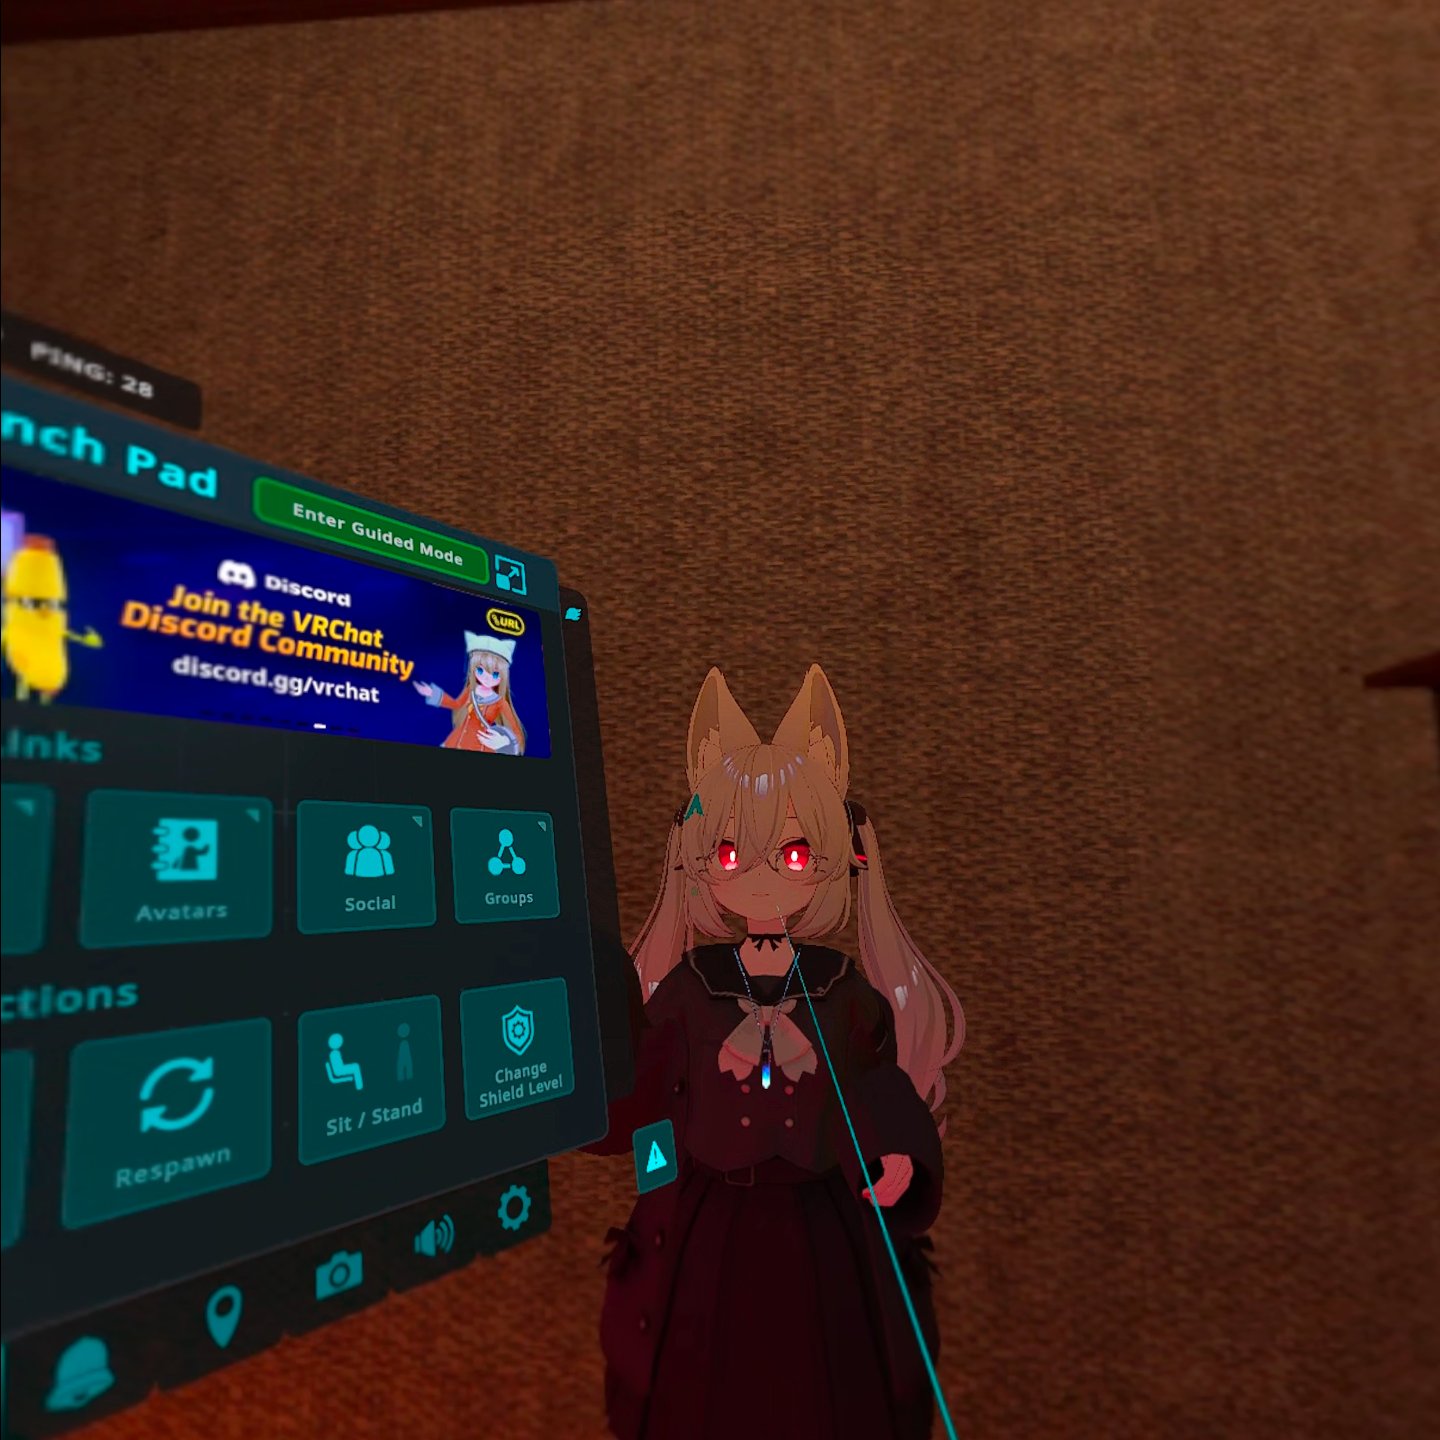 PING: 28
nch Pad
Enter Guided Mode
Discord
Join the VRChat
Discord Community
discord.gg/vrchat
URL
Links
Avatars
Social
Groups
ctions
Respawn
Sit / Stand
Change
Shield Level